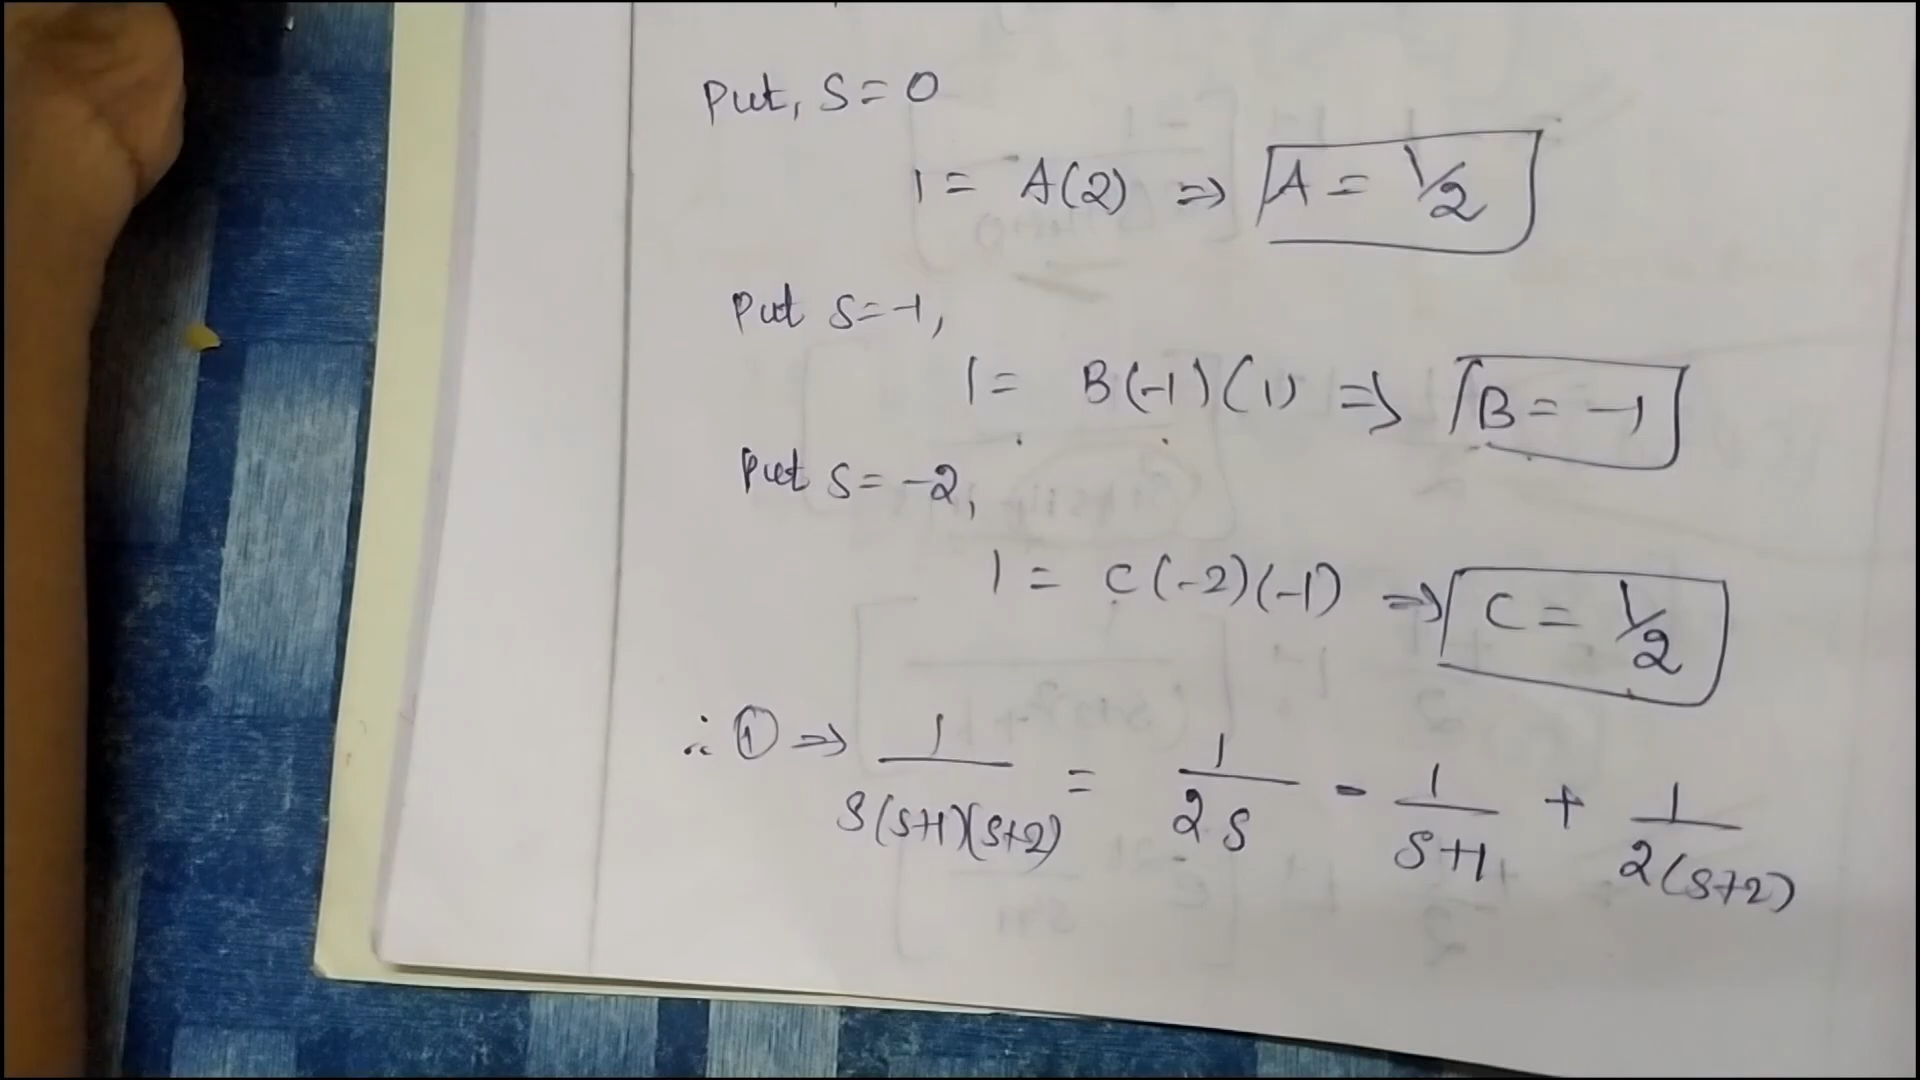 Put, S=0
1 = A(2) ⇒ A = 1/2
Put S=-1,
1 = B(-1)(1) ⇒ B = -1
Put S=-2,
1 = C(-2)(-1) ⇒ C = 1/2
∴ ① ⇒ 1/S(S+1)(S+2) = 1/2S - 1/S+1 + 1/2(S+2)